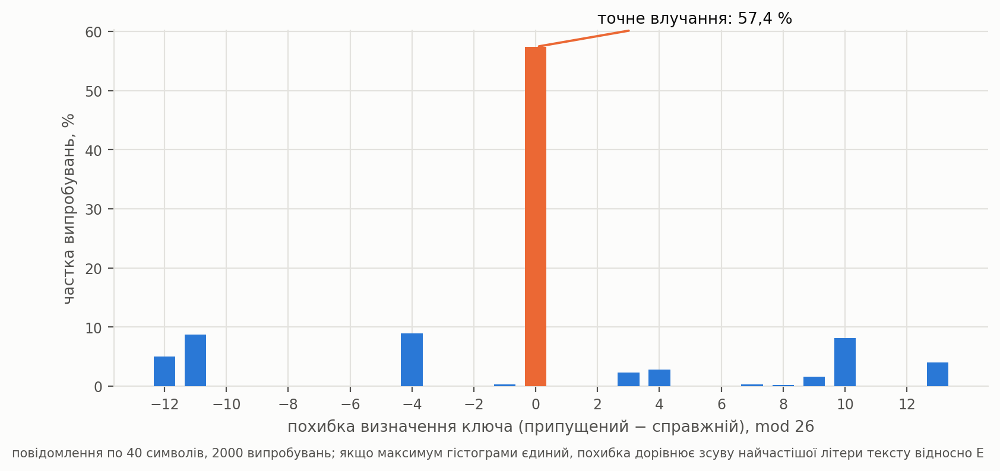 точне влучання: 57,4 %
60
50
40
30
20
10
0
частка випробувань, %
−12 −10 −8 −6 −4 −2 0 2 4 6 8 10 12
похибка визначення ключа (припущений − справжній), mod 26
повідомлення по 40 символів, 2000 випробувань; якщо максимум гістограми єдиний, похибка дорівнює зсуву найчастішої літери тексту відносно E